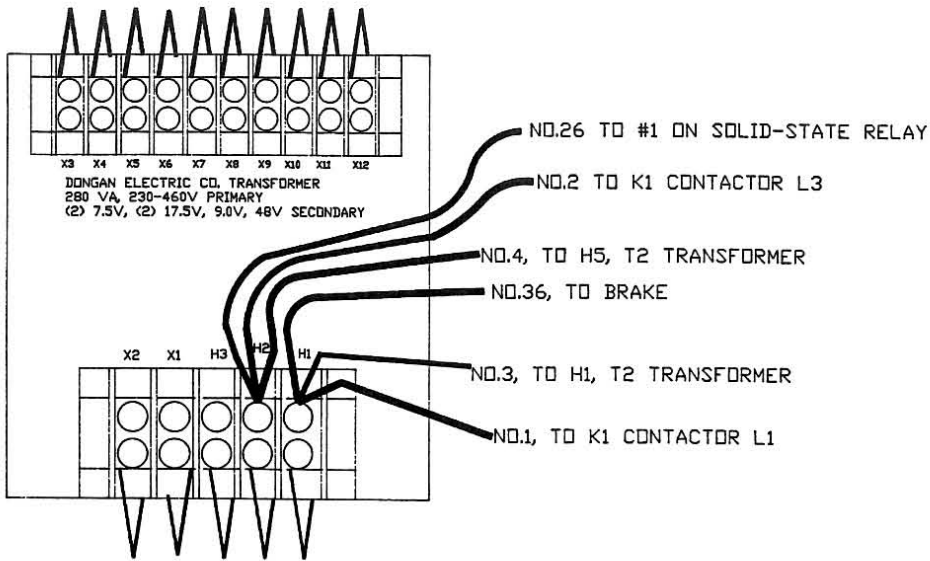 X3 X4 X5 X6 X7 X8 X9 X10 X11 X12
DONGAN ELECTRIC CO. TRANSFORMER
280 VA, 230-460V PRIMARY
(2) 7.5V, (2) 17.5V, 9.0V, 48V SECONDARY
NO.26 TO #1 ON SOLID-STATE RELAY
NO.2 TO K1 CONTACTOR L3
NO.4, TO H5, T2 TRANSFORMER
NO.36, TO BRAKE
X2 X1 H3 H2 H1
NO.3, TO H1, T2 TRANSFORMER
NO.1, TO K1 CONTACTOR L1